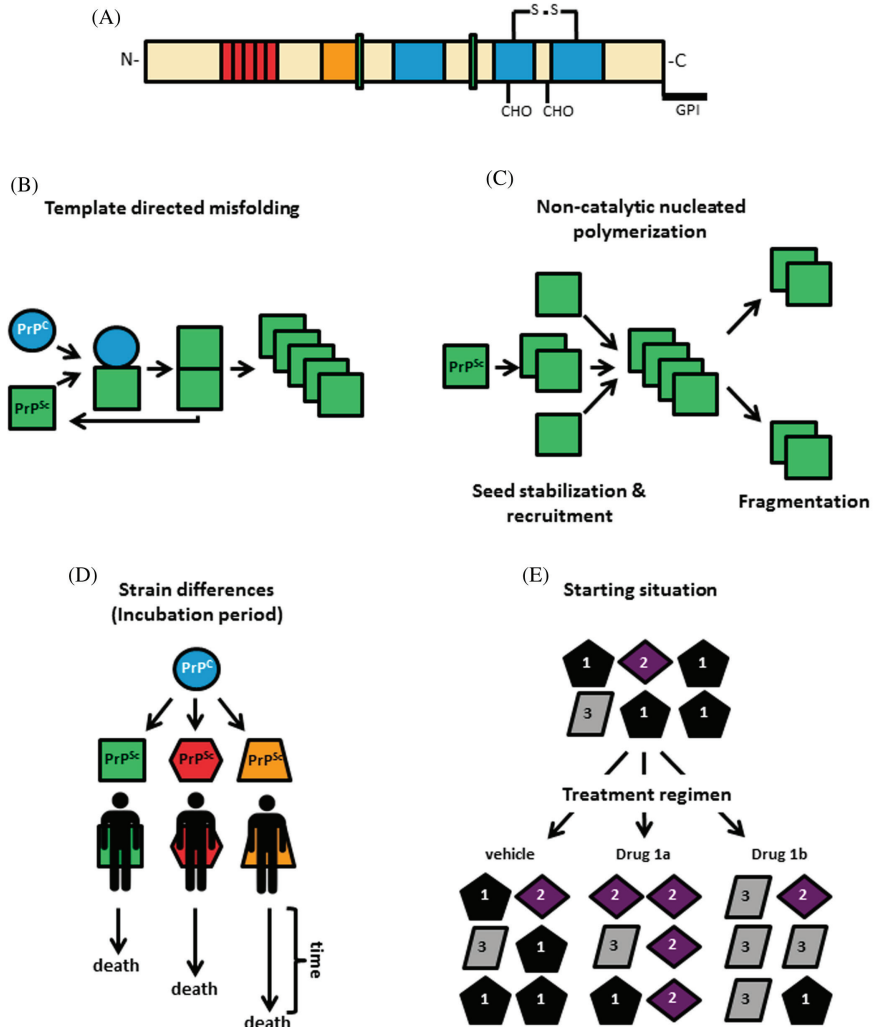 (A)
S - S
N-
-C
CHO
CHO
GPI
(B)
Template directed misfolding
PrPC
PrPSc
(C)
Non-catalytic nucleated
polymerization
PrPSc
Seed stabilization &
recruitment
Fragmentation
(D)
Strain differences
(Incubation period)
PrPC
PrPSc PrPSc PrPSc
death
death
death
time
(E)
Starting situation
1 2 1
3 1 1
Treatment regimen
vehicle Drug 1a Drug 1b
1 2 2 2 3 2
3 1 3 2 3 3
1 1 1 2 3 1